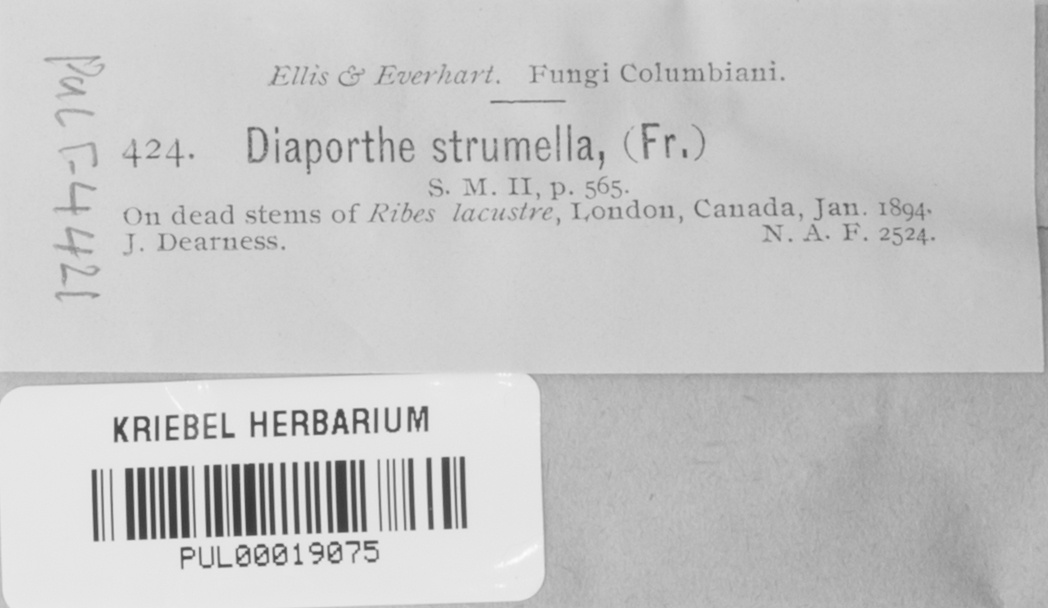 Ellis & Everhart. Fungi Columbiani.
424. Diaporthe strumella, (Fr.)
S. M. II, p. 565.
On dead stems of Ribes lacustre, London, Canada, Jan. 1894.
J. Dearness. N. A. F. 2524.
PUL F-4421
KRIEBEL HERBARIUM
PUL00019075